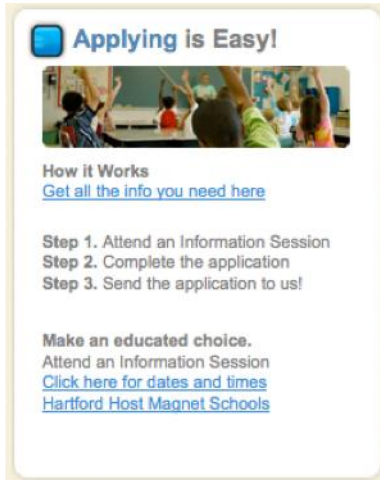 Applying is Easy!
How it Works
Get all the info you need here
Step 1. Attend an Information Session
Step 2. Complete the application
Step 3. Send the application to us!
Make an educated choice.
Attend an Information Session
Click here for dates and times
Hartford Host Magnet Schools